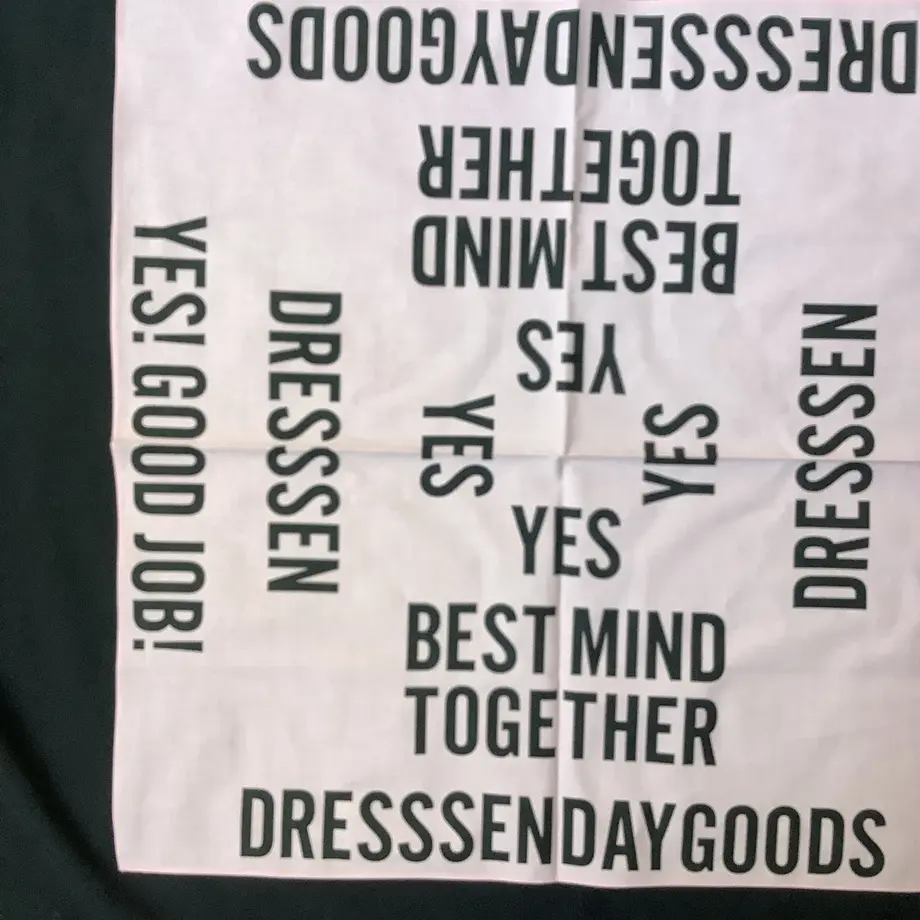 DRESSSENDAYGOODS
TOGETHER
BEST MIND
YES
YES! GOOD JOB!
DRESSSEN
YES
YES
DRESSSEN
YES
BEST MIND
TOGETHER
DRESSSENDAYGOODS